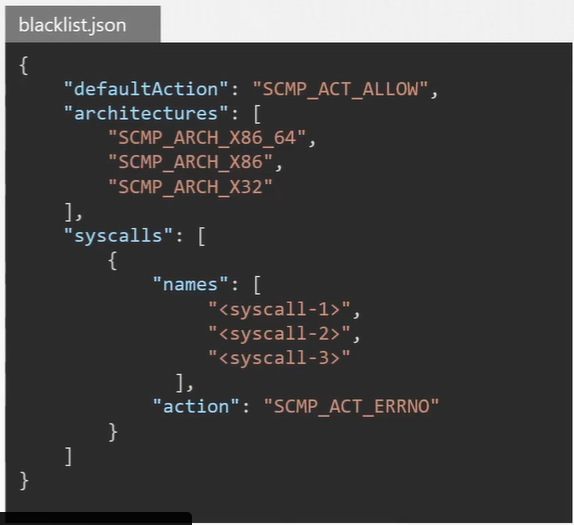 blacklist.json
{
    "defaultAction": "SCMP_ACT_ALLOW",
    "architectures": [
        "SCMP_ARCH_X86_64",
        "SCMP_ARCH_X86",
        "SCMP_ARCH_X32"
    ],
    "syscalls": [
        {
            "names": [
                 "<syscall-1>",
                 "<syscall-2>",
                 "<syscall-3>"
              ],
            "action": "SCMP_ACT_ERRNO"
        }
    ]
}